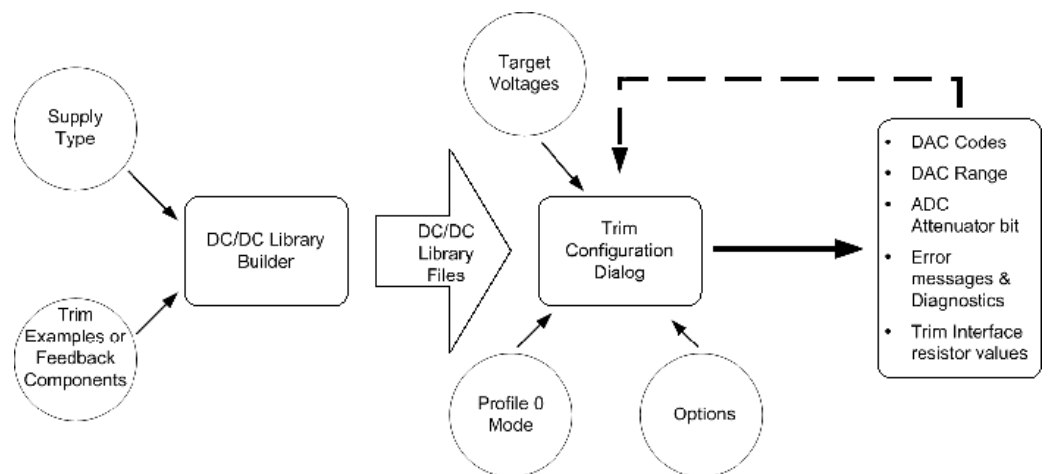 Supply
Type
Trim
Examples or
Feedback
Components
DC/DC Library
Builder
DC/DC
Library
Files
Target
Voltages
Trim
Configuration
Dialog
Profile 0
Mode
Options
• DAC Codes
• DAC Range
• ADC
Attenuator bit
• Error
messages &
Diagnostics
• Trim Interface
resistor values